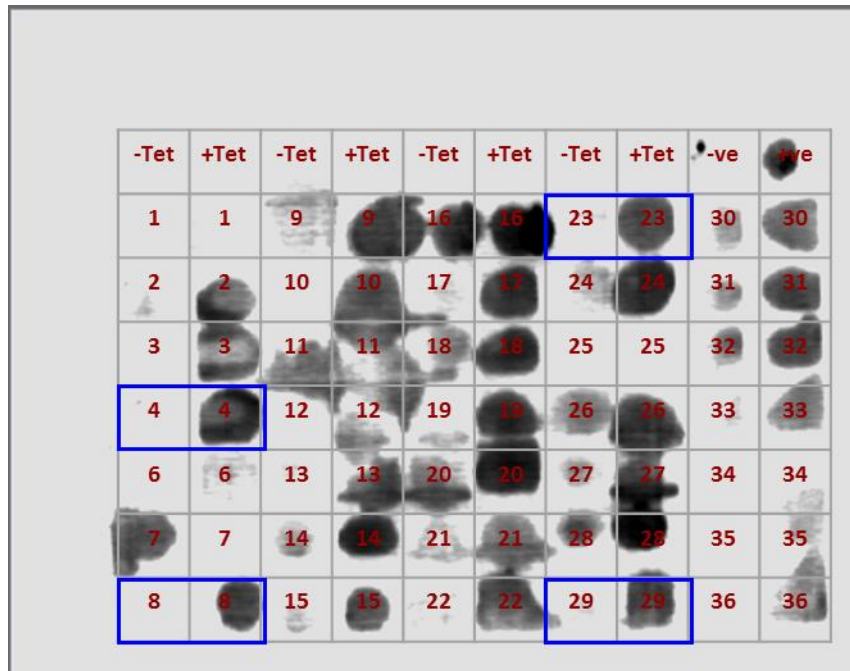 -Tet +Tet -Tet +Tet -Tet +Tet -Tet +Tet -ve +ve
1 1 9 9 16 16 23 23 30 30
2 2 10 10 17 17 24 24 31 31
3 3 11 11 18 18 25 25 32 32
4 4 12 12 19 19 26 26 33 33
6 6 13 13 20 20 27 27 34 34
7 7 14 14 21 21 28 28 35 35
8 8 15 15 22 22 29 29 36 36